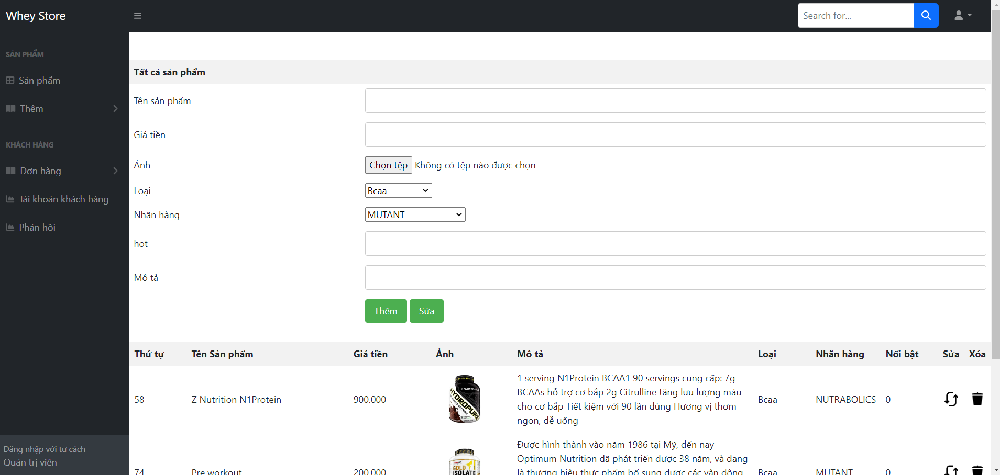 Whey Store
Search for...
SẢN PHẨM
Sản phẩm
Thêm
KHÁCH HÀNG
Đơn hàng
Tài khoản khách hàng
Phản hồi
Đăng nhập với tư cách
Quản trị viên
Tất cả sản phẩm
Tên sản phẩm
Giá tiền
Ảnh
Chọn tệp Không có tệp nào được chọn
Loại
Bcaa
Nhãn hàng
MUTANT
hot
Mô tả
Thêm Sửa
Thứ tự Tên Sản phẩm Giá tiền Ảnh Mô tả Loại Nhãn hàng Nổi bật Sửa Xóa
58 Z Nutrition N1Protein 900.000
nutrabolics
HYDROPURE
1 serving N1Protein BCAA1 90 servings cung cấp: 7g
BCAAs hỗ trợ cơ bắp 2g Citrulline tăng lưu lượng máu
cho cơ bắp Tiết kiệm với 90 lần dùng Hương vị thơm
ngon, dễ uống
Bcaa NUTRABOLICS 0
74 Pre workout 200.000
GOLD
ISOLATE
Được hình thành vào năm 1986 tại Mỹ, đến nay
Optimum Nutrition đã phát triển được 38 năm, và đang
là thương hiệu thực phẩm bổ sung được các vận động
Bcaa MUTANT 0